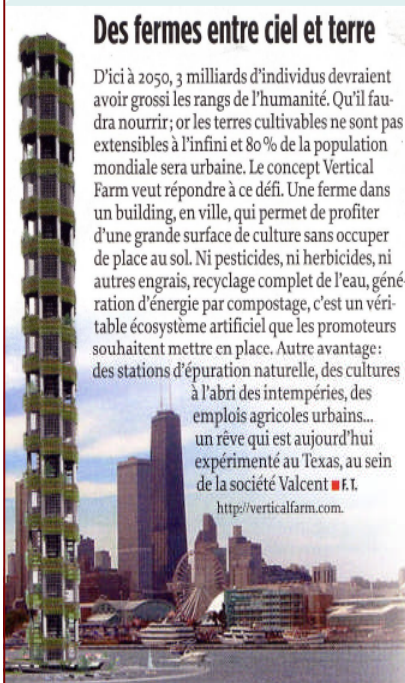 Des fermes entre ciel et terre
D'ici à 2050, 3 milliards d'individus devraient
avoir grossi les rangs de l'humanité. Qu'il fau-
dra nourrir; or les terres cultivables ne sont pas
extensibles à l'infini et 80 % de la population
mondiale sera urbaine. Le concept Vertical
Farm veut répondre à ce défi. Une ferme dans
un building, en ville, qui permet de profiter
d'une grande surface de culture sans occuper
de place au sol. Ni pesticides, ni herbicides, ni
autres engrais, recyclage complet de l'eau, géné-
ration d'énergie par compostage, c'est un véri-
table écosystème artificiel que les promoteurs
souhaitent mettre en place. Autre avantage:
des stations d'épuration naturelle, des cultures
à l'abri des intempéries, des
emplois agricoles urbains...
un rêve qui est aujourd'hui
expérimenté au Texas, au sein
de la société Valcent ■ F. T.
http://verticalfarm.com.